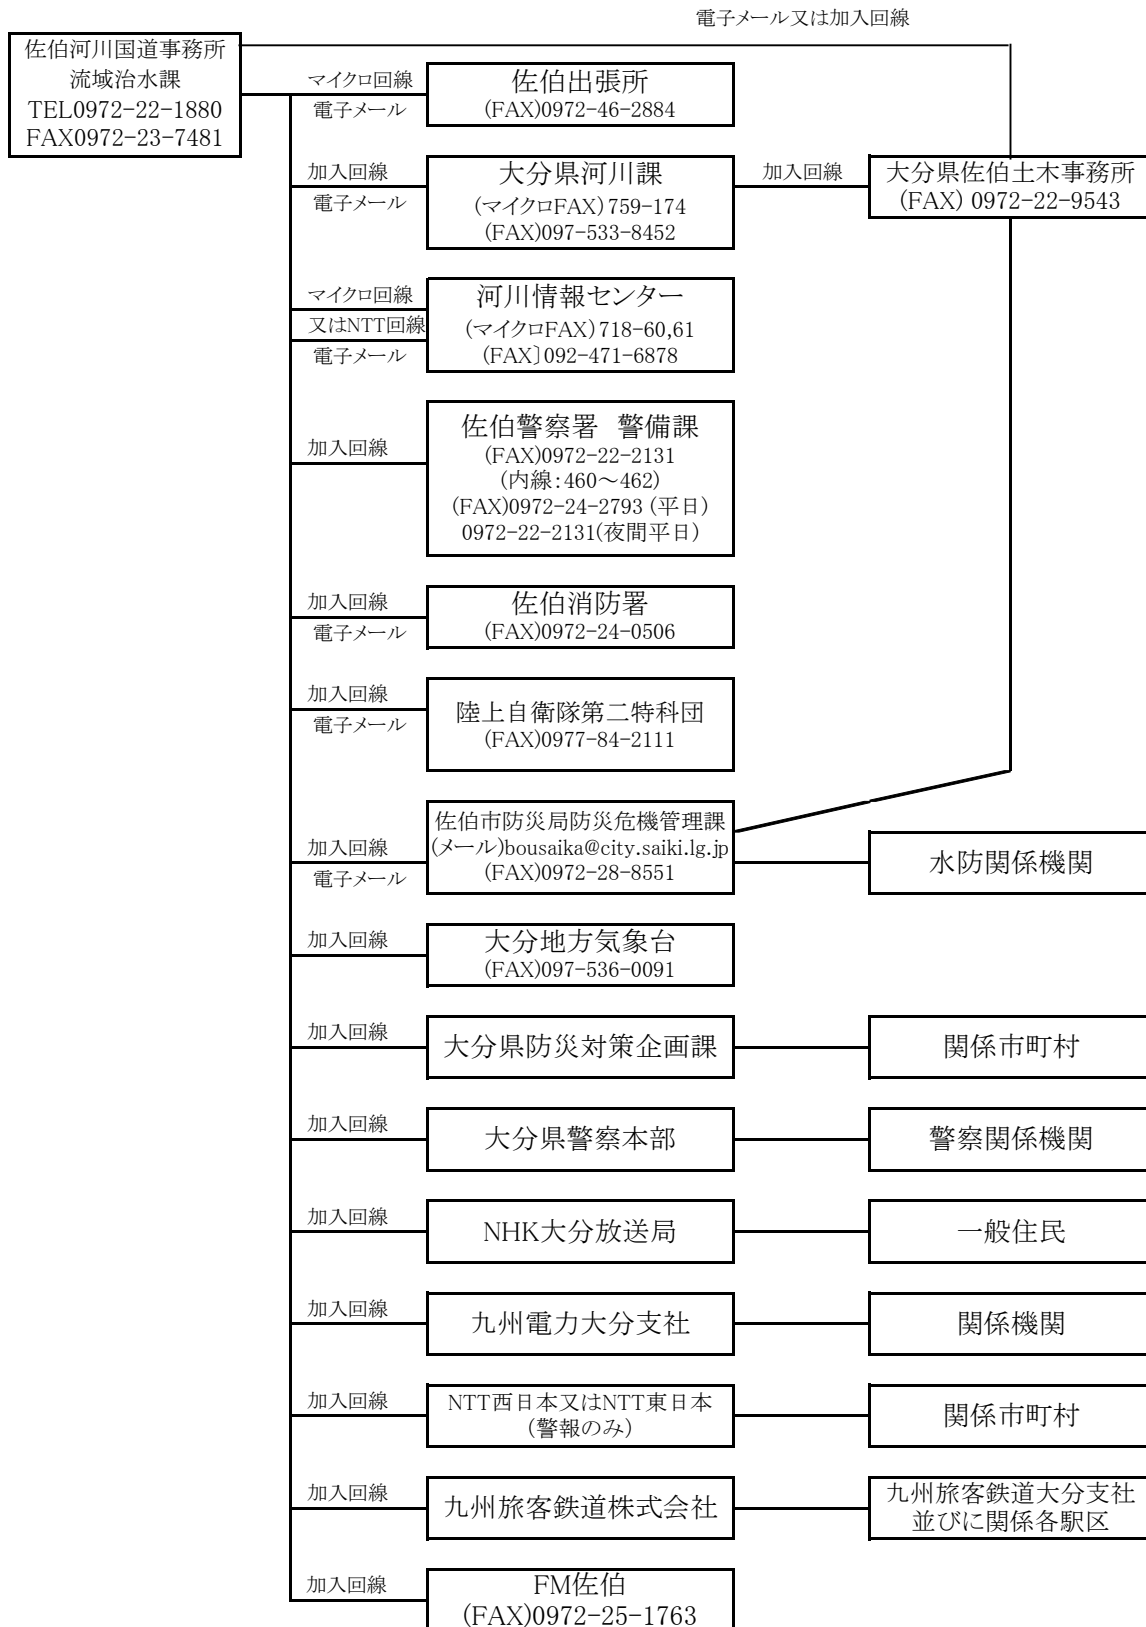 電子メール又は加入回線
佐伯河川国道事務所
流域治水課
TEL0972-22-1880
FAX0972-23-7481
マイクロ回線
電子メール
佐伯出張所
(FAX)0972-46-2884
加入回線
電子メール
大分県河川課
(マイクロFAX)759-174
(FAX)097-533-8452
加入回線
大分県佐伯土木事務所
(FAX) 0972-22-9543
マイクロ回線
又はNTT回線
電子メール
河川情報センター
(マイクロFAX)718-60,61
(FAX〕092-471-6878
加入回線
佐伯警察署 警備課
(FAX)0972-22-2131
(内線:460~462)
(FAX)0972-24-2793 (平日)
0972-22-2131(夜間平日)
加入回線
電子メール
佐伯消防署
(FAX)0972-24-0506
加入回線
電子メール
陸上自衛隊第二特科団
(FAX)0977-84-2111
加入回線
電子メール
佐伯市防災局防災危機管理課
(メール)bousaika@city.saiki.lg.jp
(FAX)0972-28-8551
水防関係機関
加入回線
大分地方気象台
(FAX)097-536-0091
加入回線
大分県防災対策企画課
関係市町村
加入回線
大分県警察本部
警察関係機関
加入回線
NHK大分放送局
一般住民
加入回線
九州電力大分支社
関係機関
加入回線
NTT西日本又はNTT東日本
(警報のみ)
関係市町村
加入回線
九州旅客鉄道株式会社
九州旅客鉄道大分支社
並びに関係各駅区
加入回線
FM佐伯
(FAX)0972-25-1763